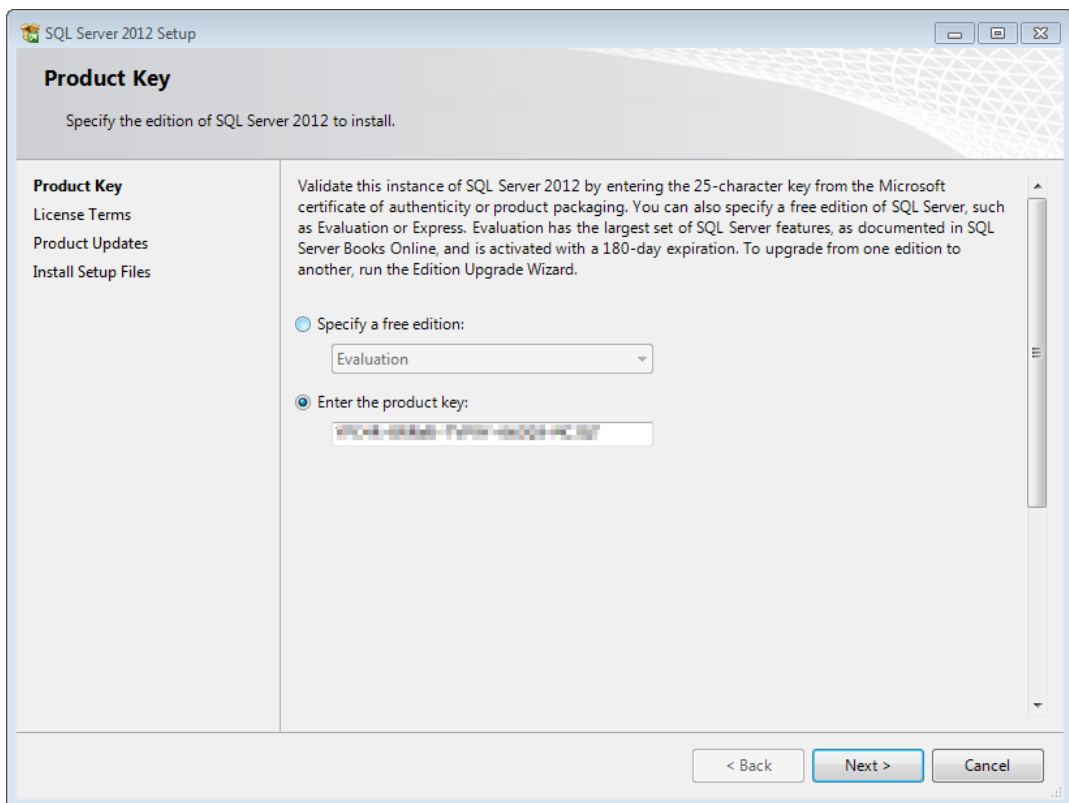 SQL Server 2012 Setup
Product Key
Specify the edition of SQL Server 2012 to install.
Product Key
License Terms
Product Updates
Install Setup Files
Validate this instance of SQL Server 2012 by entering the 25-character key from the Microsoft
certificate of authenticity or product packaging. You can also specify a free edition of SQL Server, such
as Evaluation or Express. Evaluation has the largest set of SQL Server features, as documented in SQL
Server Books Online, and is activated with a 180-day expiration. To upgrade from one edition to
another, run the Edition Upgrade Wizard.
Specify a free edition:
Evaluation
Enter the product key:
< Back
Next >
Cancel